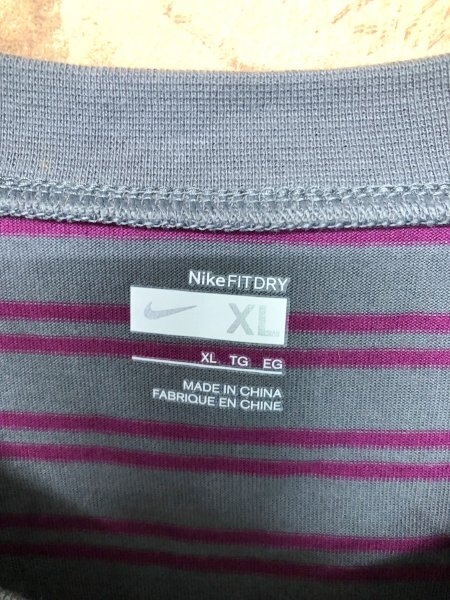 NikeFITDRY
XL
XL TG EG
MADE IN CHINA
FABRIQUE EN CHINE